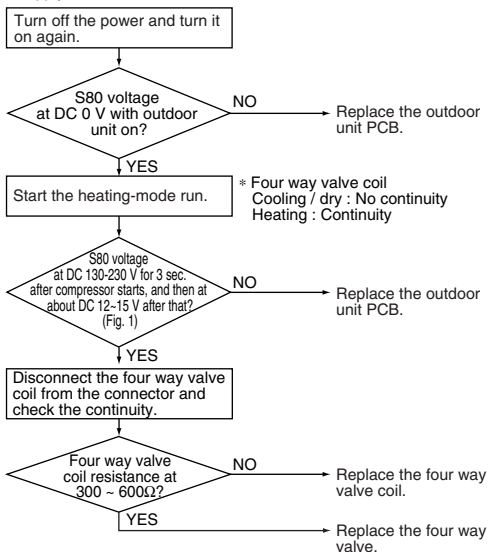 Turn off the power and turn it
on again.
S80 voltage
at DC 0 V with outdoor
unit on?
NO
Replace the outdoor
unit PCB.
YES
Start the heating-mode run.
* Four way valve coil
Cooling / dry : No continuity
Heating : Continuity
S80 voltage
at DC 130-230 V for 3 sec.
after compressor starts, and then at
about DC 12~15 V after that?
(Fig. 1)
NO
Replace the outdoor
unit PCB.
YES
Disconnect the four way valve
coil from the connector and
check the continuity.
Four way valve
coil resistance at
300 ~ 600Ω?
NO
Replace the four way
valve coil.
YES
Replace the four way
valve.